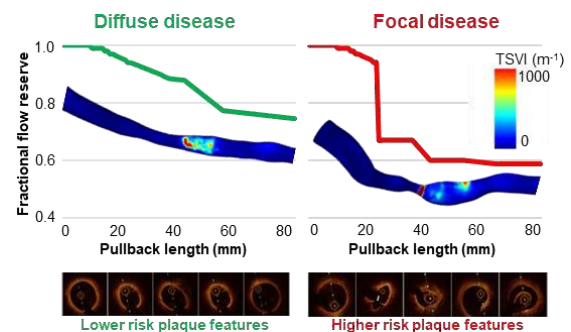 Diffuse disease
Focal disease
Fractional flow reserve
1.0
0.8
0.6
0.4
0 20 40 60 80
Pullback length (mm)
0 20 40 60 80
Pullback length (mm)
TSVI (m-1)
1000
0
Lower risk plaque features
Higher risk plaque features